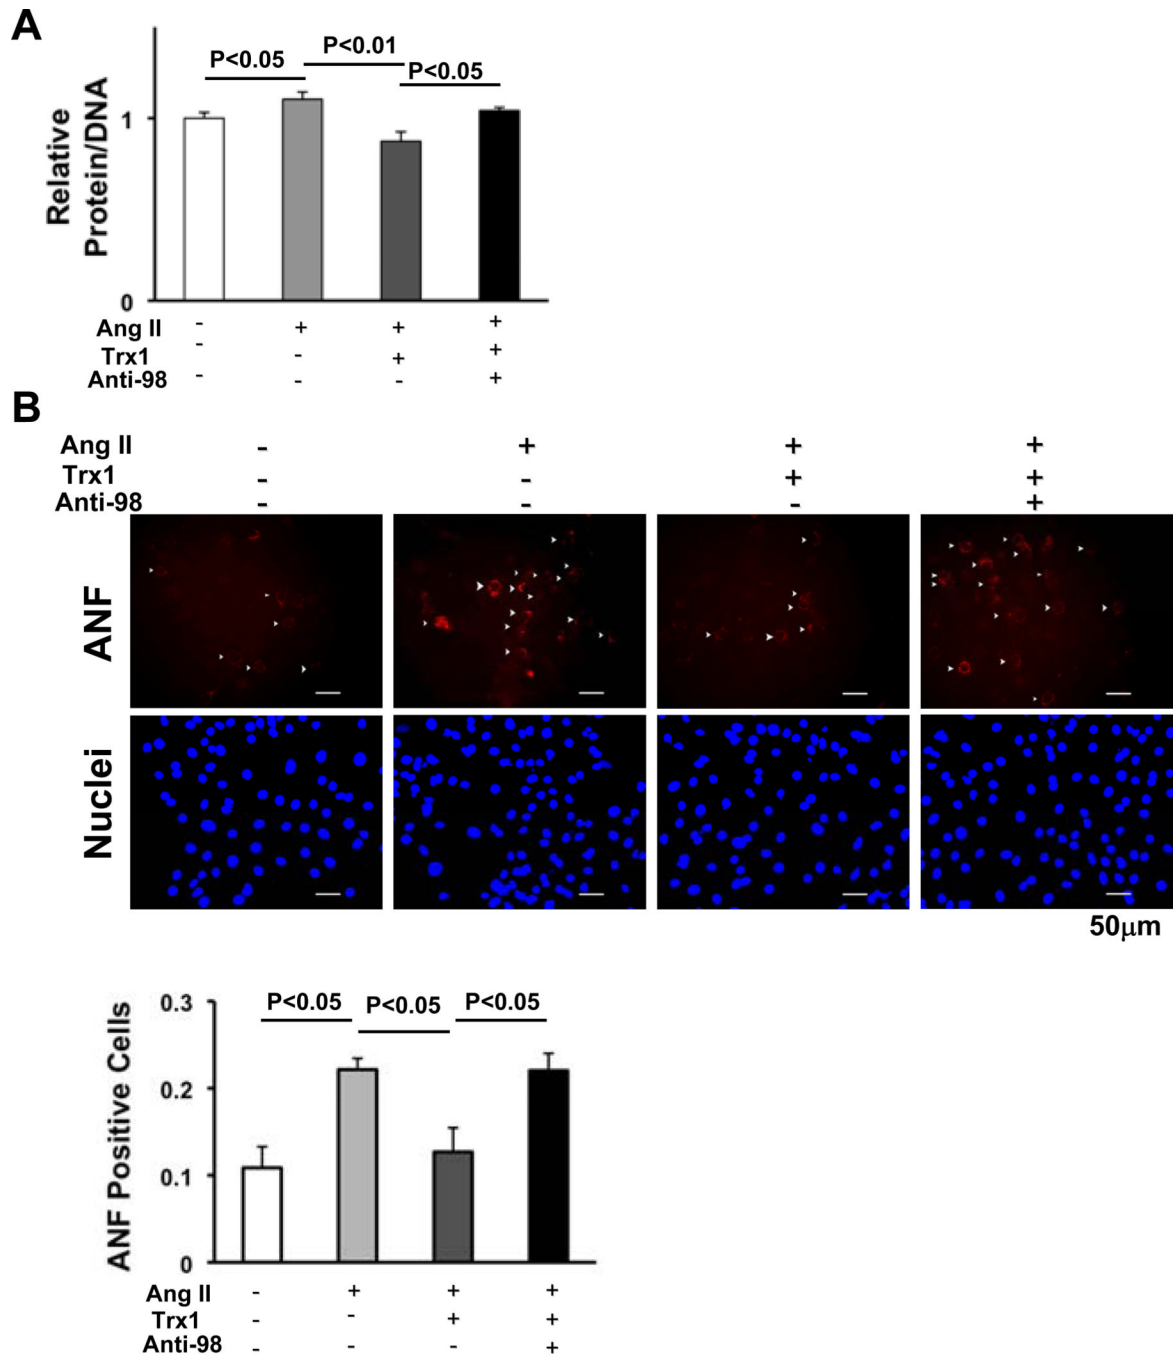 A
P<0.05
P<0.01
P<0.05
Relative
Protein/DNA
1
0
Ang II - + + +
Trx1 - - + +
Anti-98 - - - +
B
Ang II - + + +
Trx1 - - + +
Anti-98 - - - +
ANF
Nuclei
50μm
P<0.05 P<0.05 P<0.05
ANF Positive Cells
0.3
0.2
0.1
0
Ang II - + + +
Trx1 - - + +
Anti-98 - - - +